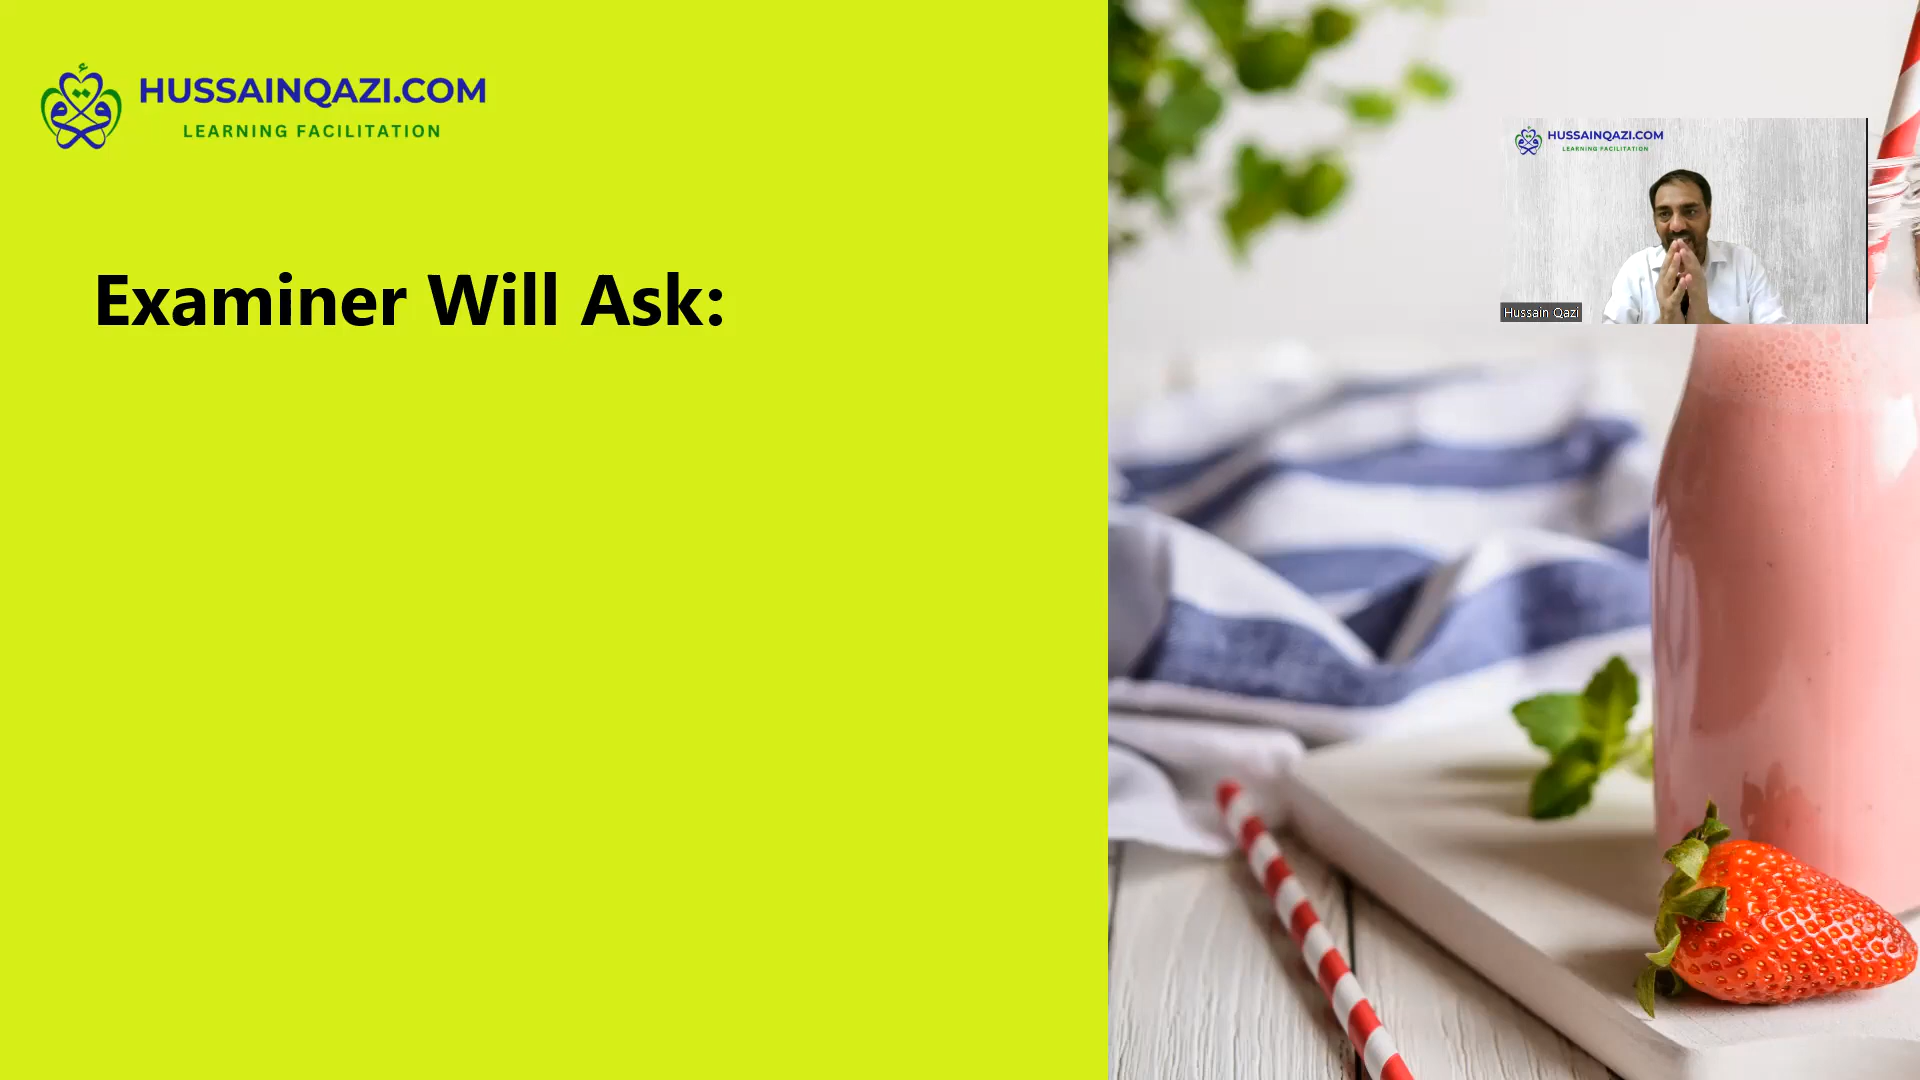 HUSSAINQAZI.COM
LEARNING FACILITATION
Examiner Will Ask:
HUSSAINQAZI.COM
LEARNING FACILITATION
Hussain Qazi